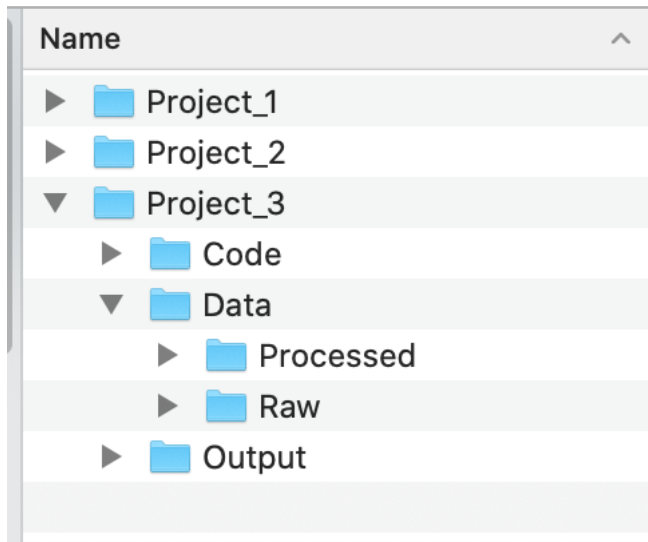 Name
Project_1
Project_2
Project_3
Code
Data
Processed
Raw
Output